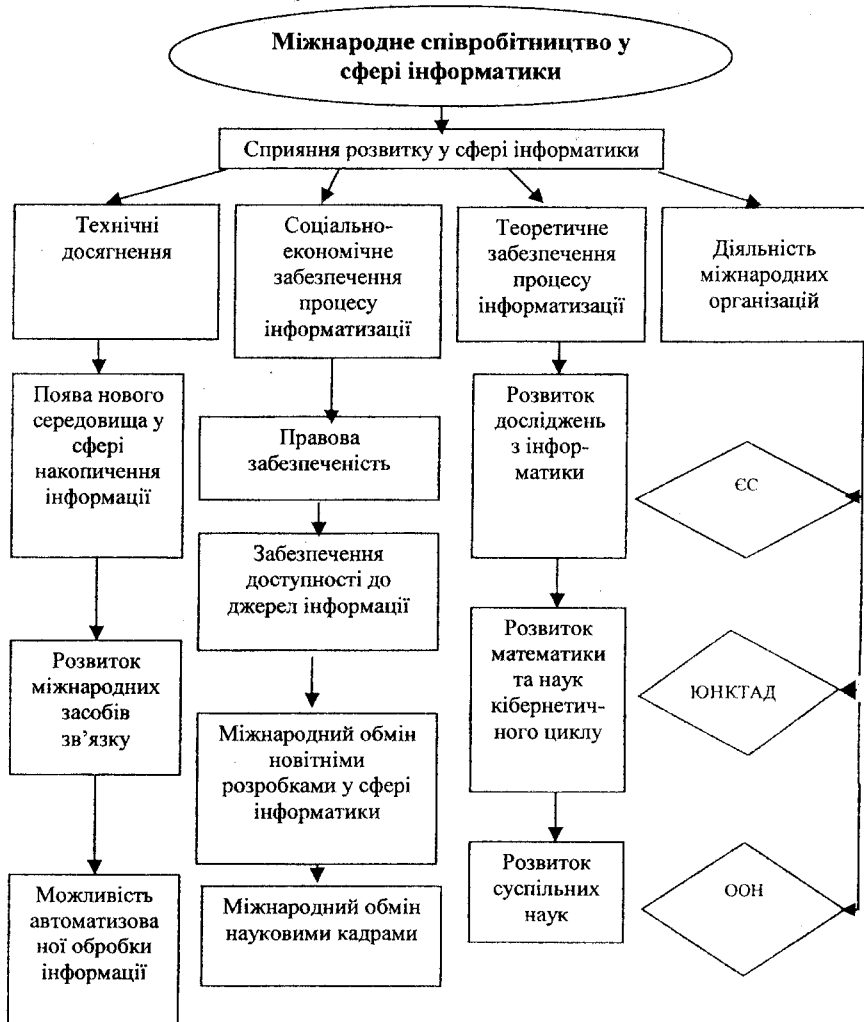 Міжнародне співробітництво у
сфері інформатики
Сприяння розвитку у сфері інформатики
Технічні
досягнення
Соціально-
економічне
забезпечення
процесу
інформатизації
Теоретичне
забезпечення
процесу
інформатизації
Діяльність
міжнародних
організацій
Поява нового
середовища у
сфері
накопичення
інформації
Правова
забезпеченість
Розвиток
досліджень
з інфор-
матики
ЄС
Забезпечення
доступності до
джерел інформації
Розвиток
міжнародних
засобів
зв’язку
Міжнародний обмін
новітніми
розробками у сфері
інформатики
Розвиток
математики
та наук
кібернетич-
ного циклу
ЮНКТАД
Можливість
автоматизова
ної обробки
інформації
Міжнародний обмін
науковими кадрами
Розвиток
суспільних
наук
ООН